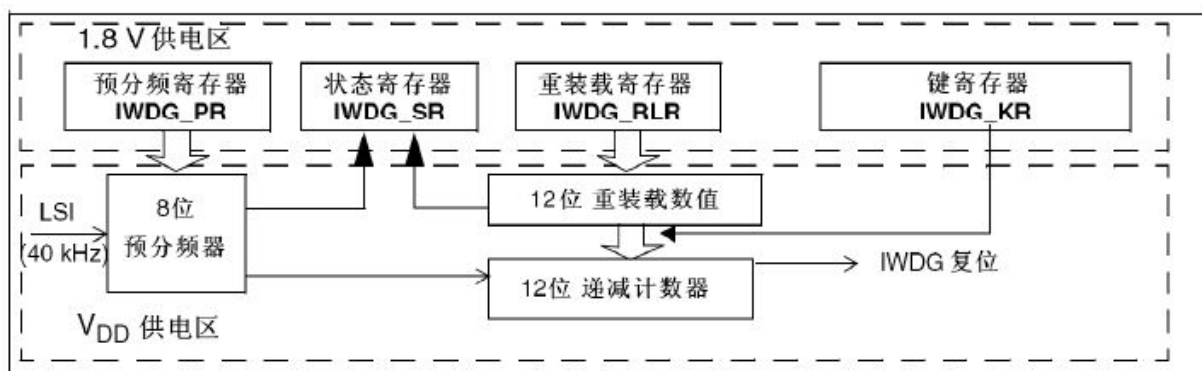 1.8 V 供电区
预分频寄存器
IWDG_PR
状态寄存器
IWDG_SR
重装载寄存器
IWDG_RLR
键寄存器
IWDG_KR
LSI
(40 kHz)
8位
预分频器
12位 重装载数值
12位 递减计数器
IWDG 复位
VDD 供电区